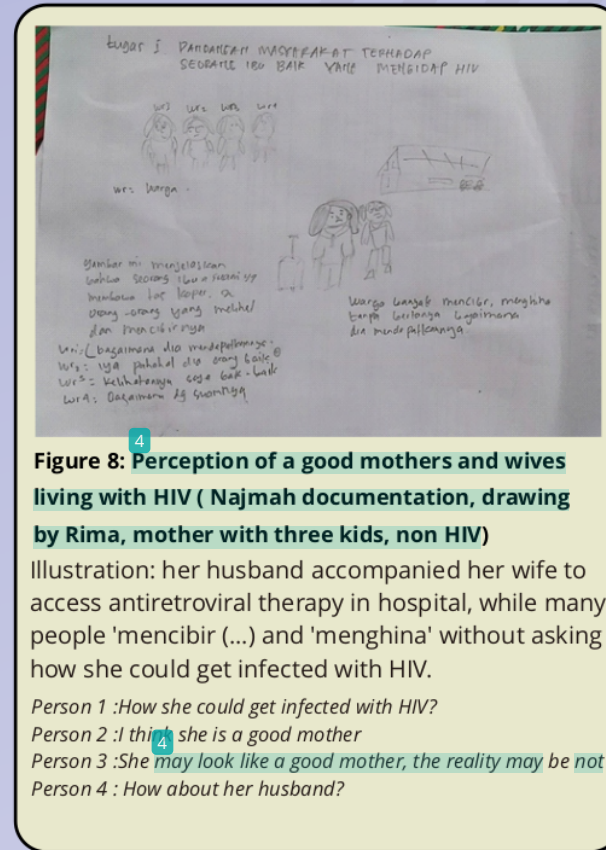 tugas I PANDANGAN MASYARAKAT TERHADAP
SEORANG IBU BAIK YANG MENGIDAP HIV
wr1 wr2 wr3 wr4
wr: Warga
gambar ini menjelaskan
bahwa seorang ibu
membawa koper,
orang-orang yang melihat
dan mencibirnya
wr1: (bagaimana dia mendapatkannya.
wr2: iya padahal dia orang baik
wr3: kelihatannya saja baik-baik
wr4: Bagaimana dg suaminya
warga banyak mencibir, menghina
tanpa bertanya bagaimana
dia mendapatkannya.
4
Figure 8: Perception of a good mothers and wives
living with HIV ( Najmah documentation, drawing
by Rima, mother with three kids, non HIV)
Illustration: her husband accompanied her wife to
access antiretroviral therapy in hospital, while many
people 'mencibir (...) and 'menghina' without asking
how she could get infected with HIV.
Person 1 :How she could get infected with HIV?
Person 2 :I think she is a good mother
4
Person 3 :She may look like a good mother, the reality may be not
Person 4 : How about her husband?